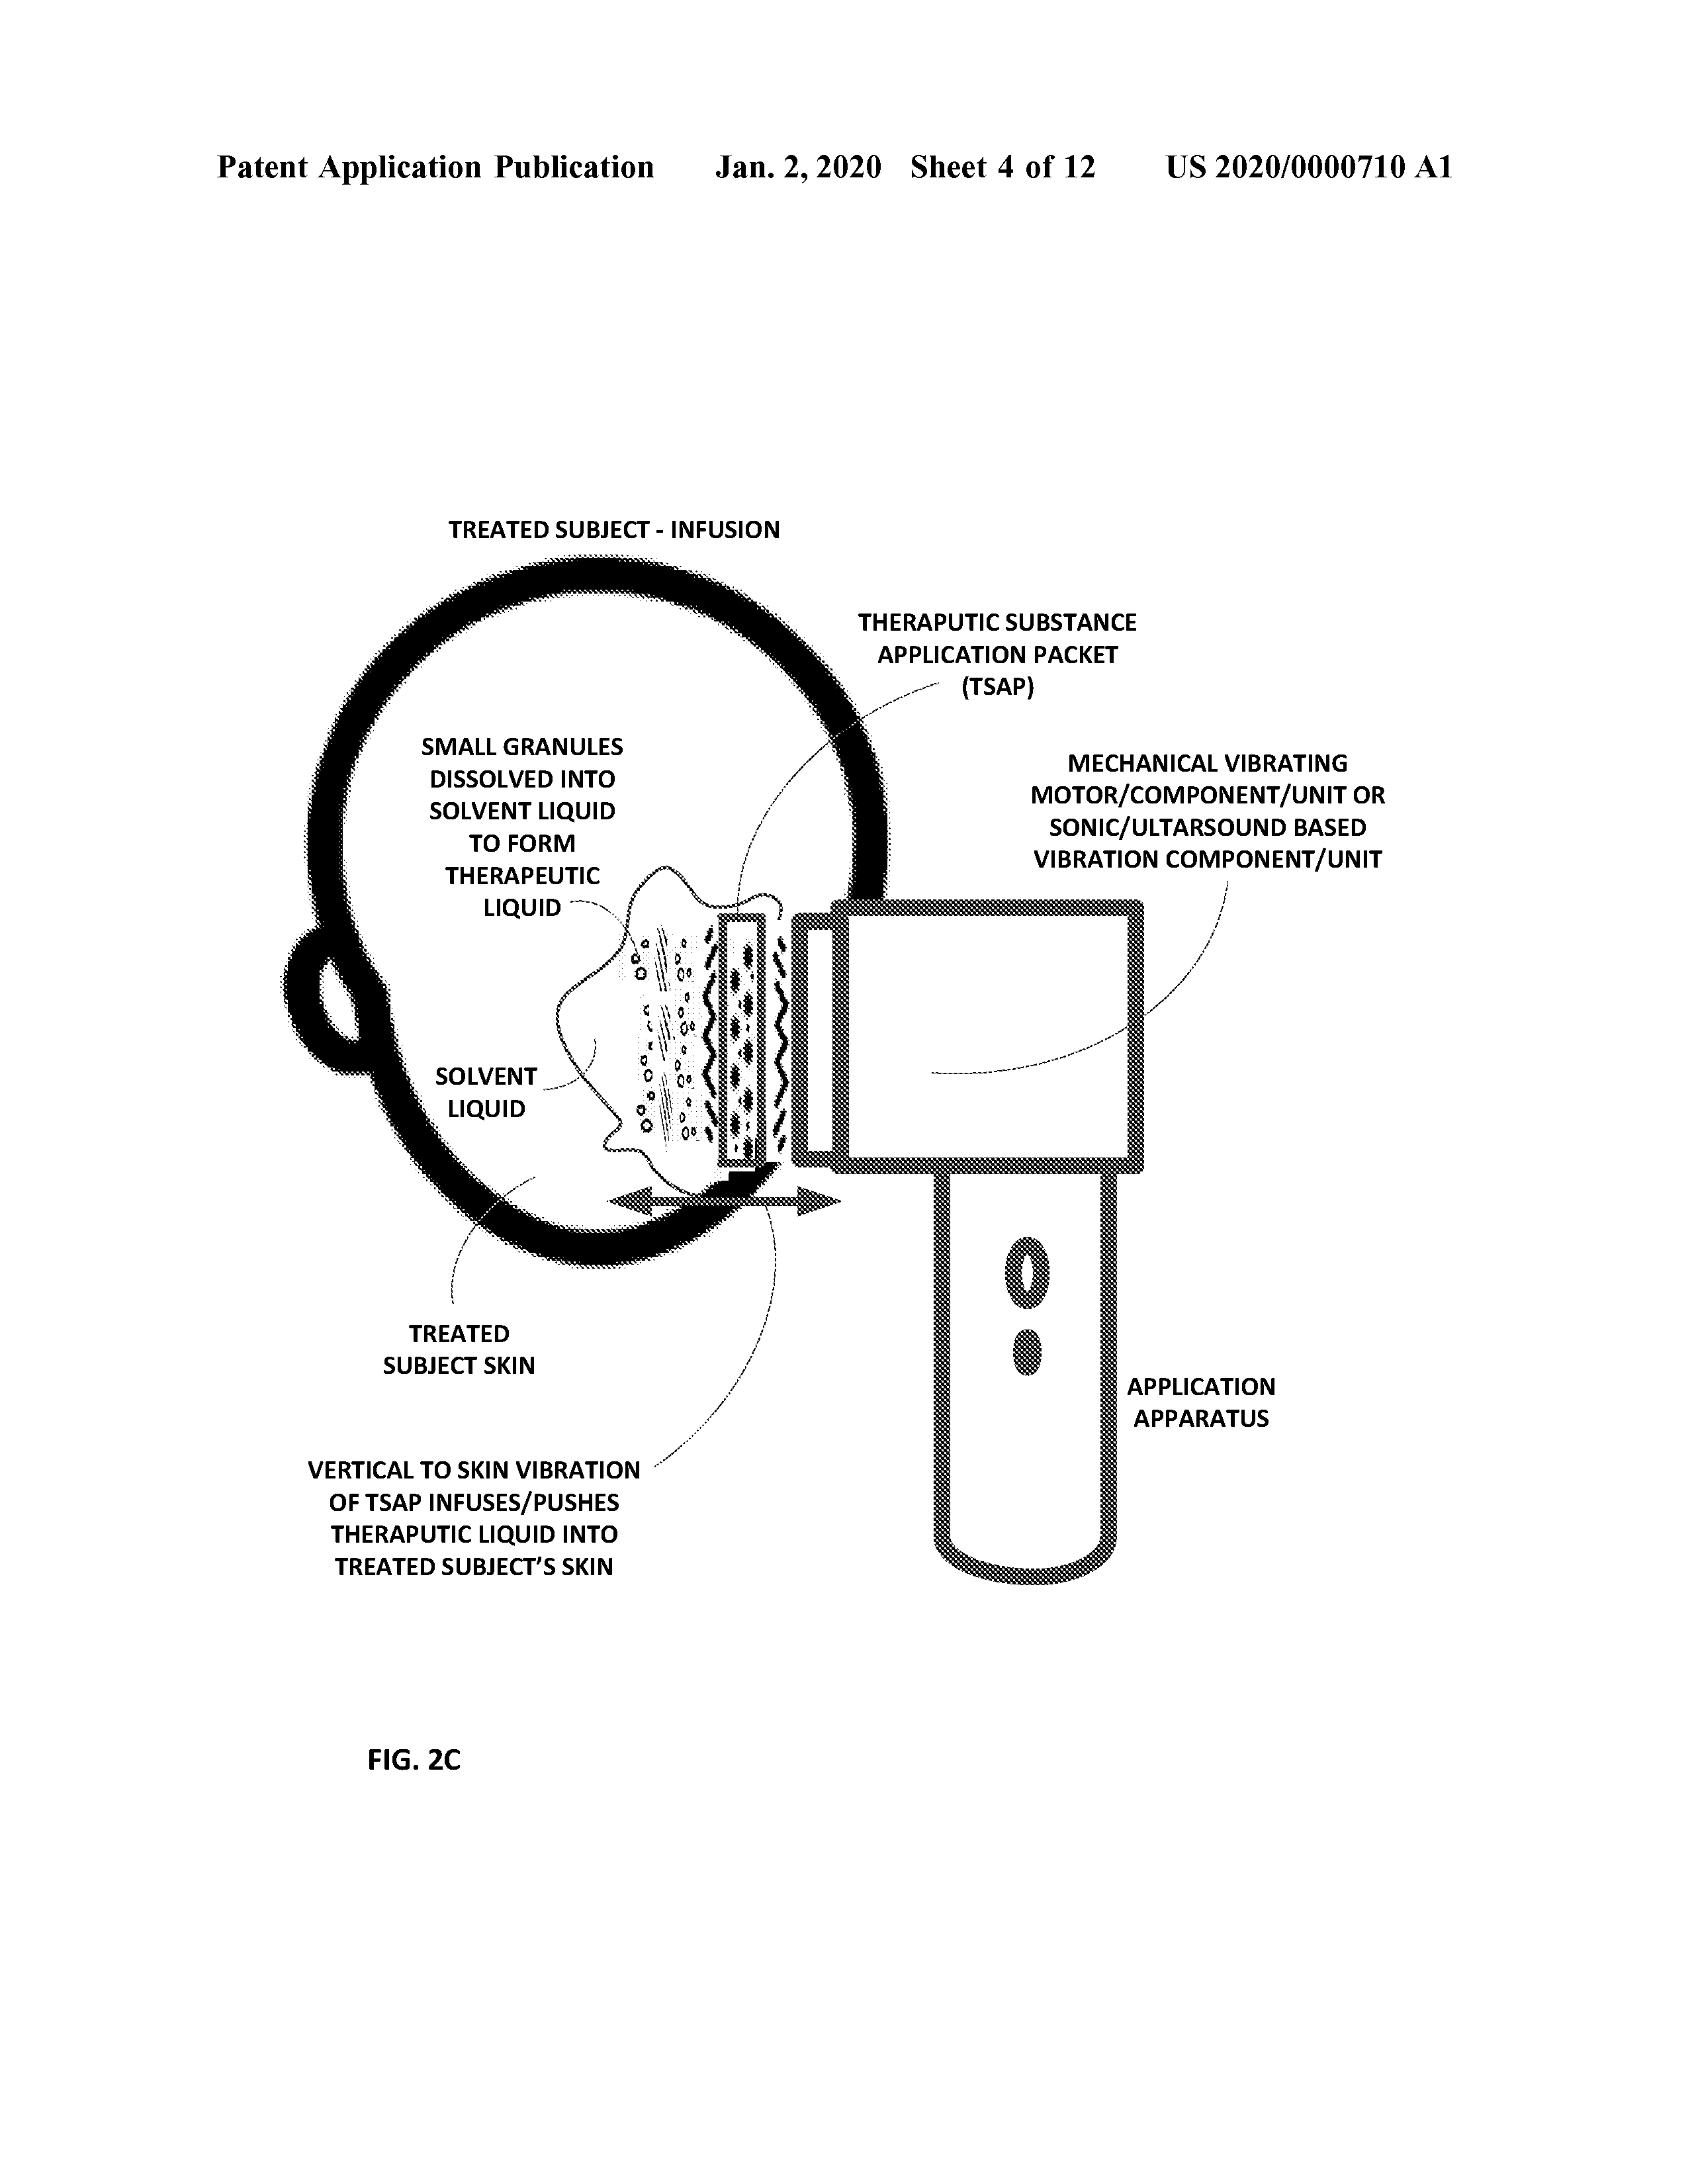 Patent Application Publication Jan. 2, 2020 Sheet 4 of 12 US 2020/0000710 A1
TREATED SUBJECT - INFUSION
THERAPUTIC SUBSTANCE
APPLICATION PACKET
(TSAP)
SMALL GRANULES
DISSOLVED INTO
SOLVENT LIQUID
TO FORM
THERAPEUTIC
LIQUID
MECHANICAL VIBRATING
MOTOR/COMPONENT/UNIT OR
SONIC/ULTARSOUND BASED
VIBRATION COMPONENT/UNIT
SOLVENT
LIQUID
TREATED
SUBJECT SKIN
APPLICATION
APPARATUS
VERTICAL TO SKIN VIBRATION
OF TSAP INFUSES/PUSHES
THERAPUTIC LIQUID INTO
TREATED SUBJECT'S SKIN
FIG. 2C